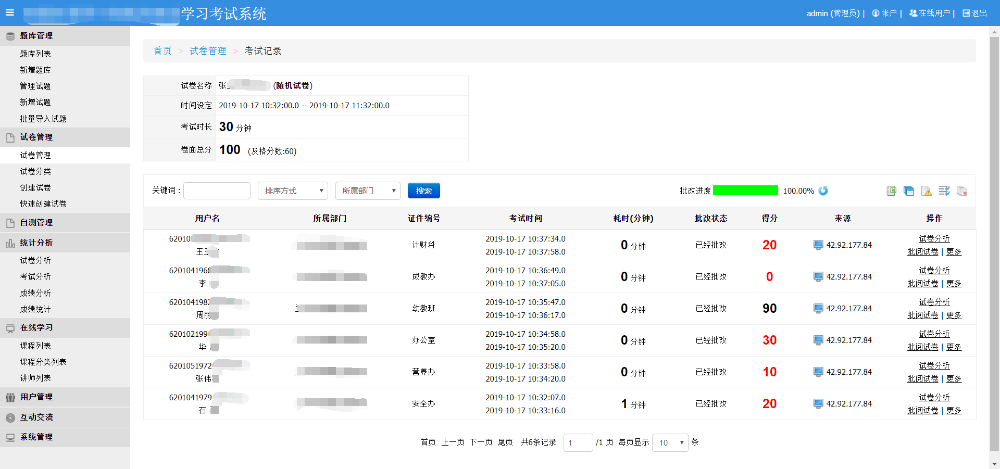 学习考试系统
admin (管理员) | 帐户 | 在线用户 | 退出
题库管理
题库列表
新增题库
管理试题
新增试题
批量导入试题
试卷管理
试卷管理
试卷分类
创建试卷
快速创建试卷
自测管理
统计分析
试卷分析
考试分析
成绩分析
成绩统计
在线学习
课程列表
课程分类列表
讲师列表
用户管理
互动交流
系统管理
首页 > 试卷管理 > 考试记录
试卷名称 张 (随机试卷)
时间设定 2019-10-17 10:32:00.0 -- 2019-10-17 11:32:00.0
考试时长 30 分钟
卷面总分 100 (及格分数:60)
关键词 : 排序方式 所属部门 搜索 批改进度 100.00%
用户名 所属部门 证件编号 考试时间 耗时(分钟) 批改状态 得分 来源 操作
62010 2019-10-17 10:37:34.0 试卷分析
王 计财科 0 分钟 已经批改 20 42.92.177.84
2019-10-17 10:37:58.0 批阅试卷 | 更多
620104196 2019-10-17 10:36:49.0 试卷分析
李 成教办 0 分钟 已经批改 0 42.92.177.84
2019-10-17 10:37:05.0 批阅试卷 | 更多
620104198 2019-10-17 10:35:47.0 试卷分析
周丽 幼教班 0 分钟 已经批改 90 42.92.177.84
2019-10-17 10:36:17.0 批阅试卷 | 更多
620102199 2019-10-17 10:34:58.0 试卷分析
华 办公室 0 分钟 已经批改 30 42.92.177.84
2019-10-17 10:35:20.0 批阅试卷 | 更多
6201051972 2019-10-17 10:33:58.0 试卷分析
张伟 营养办 0 分钟 已经批改 10 42.92.177.84
2019-10-17 10:34:20.0 批阅试卷 | 更多
6201041979 2019-10-17 10:32:07.0 试卷分析
石 安全办 1 分钟 已经批改 20 42.92.177.84
2019-10-17 10:33:16.0 批阅试卷 | 更多
首页 上一页 下一页 尾页 共6条记录 1 /1 页 每页显示 10 条